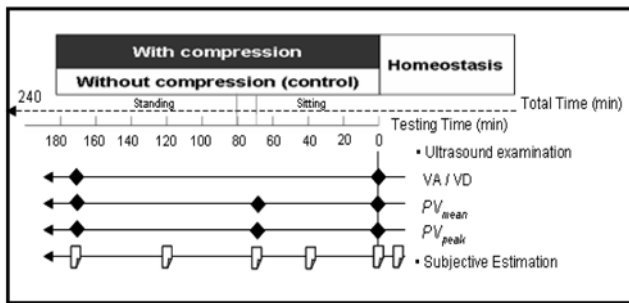 With compression
Without compression (control)
Homeostasis
240
Standing
Sitting
Total Time (min)
Testing Time (min)
180 160 140 120 100 80 60 40 20 0
▪ Ultrasound examination
VA / VD
PVmean
PVpeak
▪ Subjective Estimation